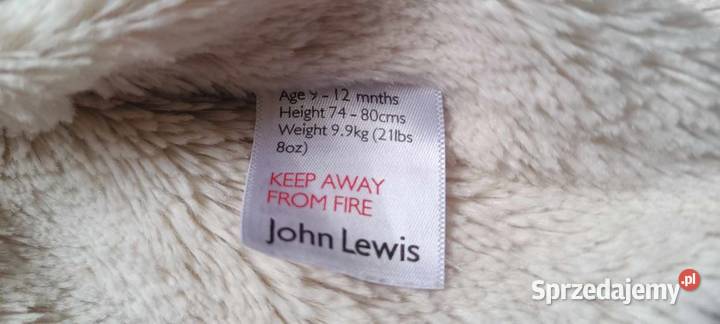 Age 9 - 12 mnths
Height 74 - 80cms
Weight 9.9kg (21lbs
8oz)
KEEP AWAY
FROM FIRE
John Lewis
Sprzedajemy.pl